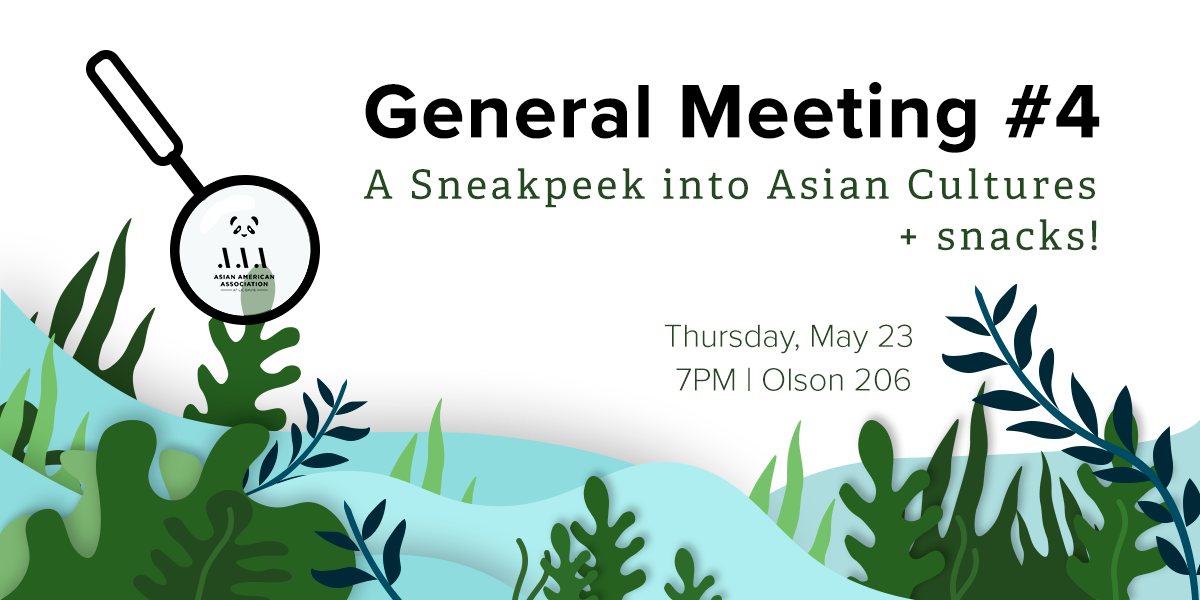 General Meeting #4
A Sneakpeek into Asian Cultures
+ snacks!
ASIAN AMERICAN
ASSOCIATION
Thursday, May 23
7PM | Olson 206